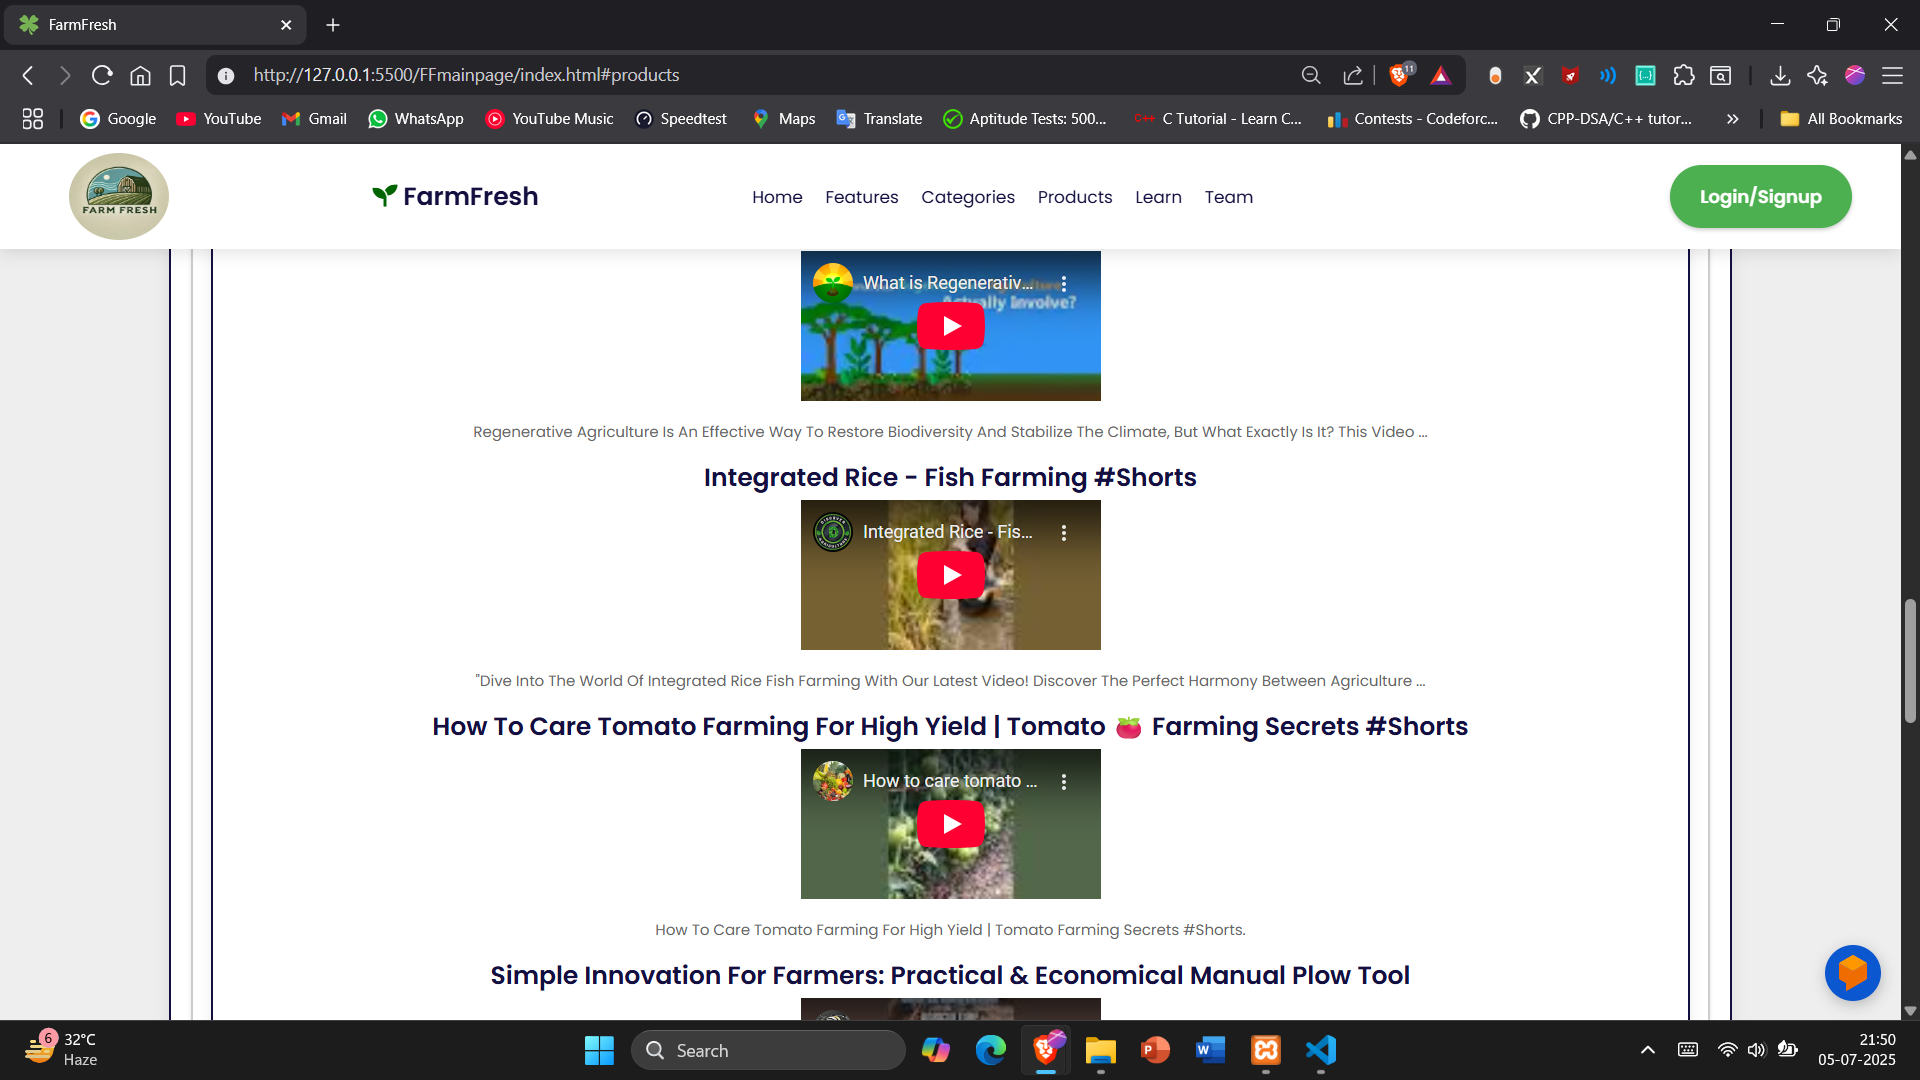 FarmFresh
http://127.0.0.1:5500/FFmainpage/index.html#products
11
Google
YouTube
Gmail
WhatsApp
YouTube Music
Speedtest
Maps
Translate
Aptitude Tests: 500...
C++ C Tutorial - Learn C...
Contests - Codeforc...
CPP-DSA/C++ tutor...
All Bookmarks
FARM FRESH
FarmFresh
Home
Features
Categories
Products
Learn
Team
Login/Signup
What is Regenerativ...
Actually Involve?
Regenerative Agriculture Is An Effective Way To Restore Biodiversity And Stabilize The Climate, But What Exactly Is It? This Video ...
Integrated Rice - Fish Farming #Shorts
Integrated Rice - Fis...
"Dive Into The World Of Integrated Rice Fish Farming With Our Latest Video! Discover The Perfect Harmony Between Agriculture ...
How To Care Tomato Farming For High Yield | Tomato 🍅 Farming Secrets #Shorts
How to care tomato ...
How To Care Tomato Farming For High Yield | Tomato Farming Secrets #Shorts.
Simple Innovation For Farmers: Practical & Economical Manual Plow Tool
6
32°C
Haze
Search
21:50
05-07-2025